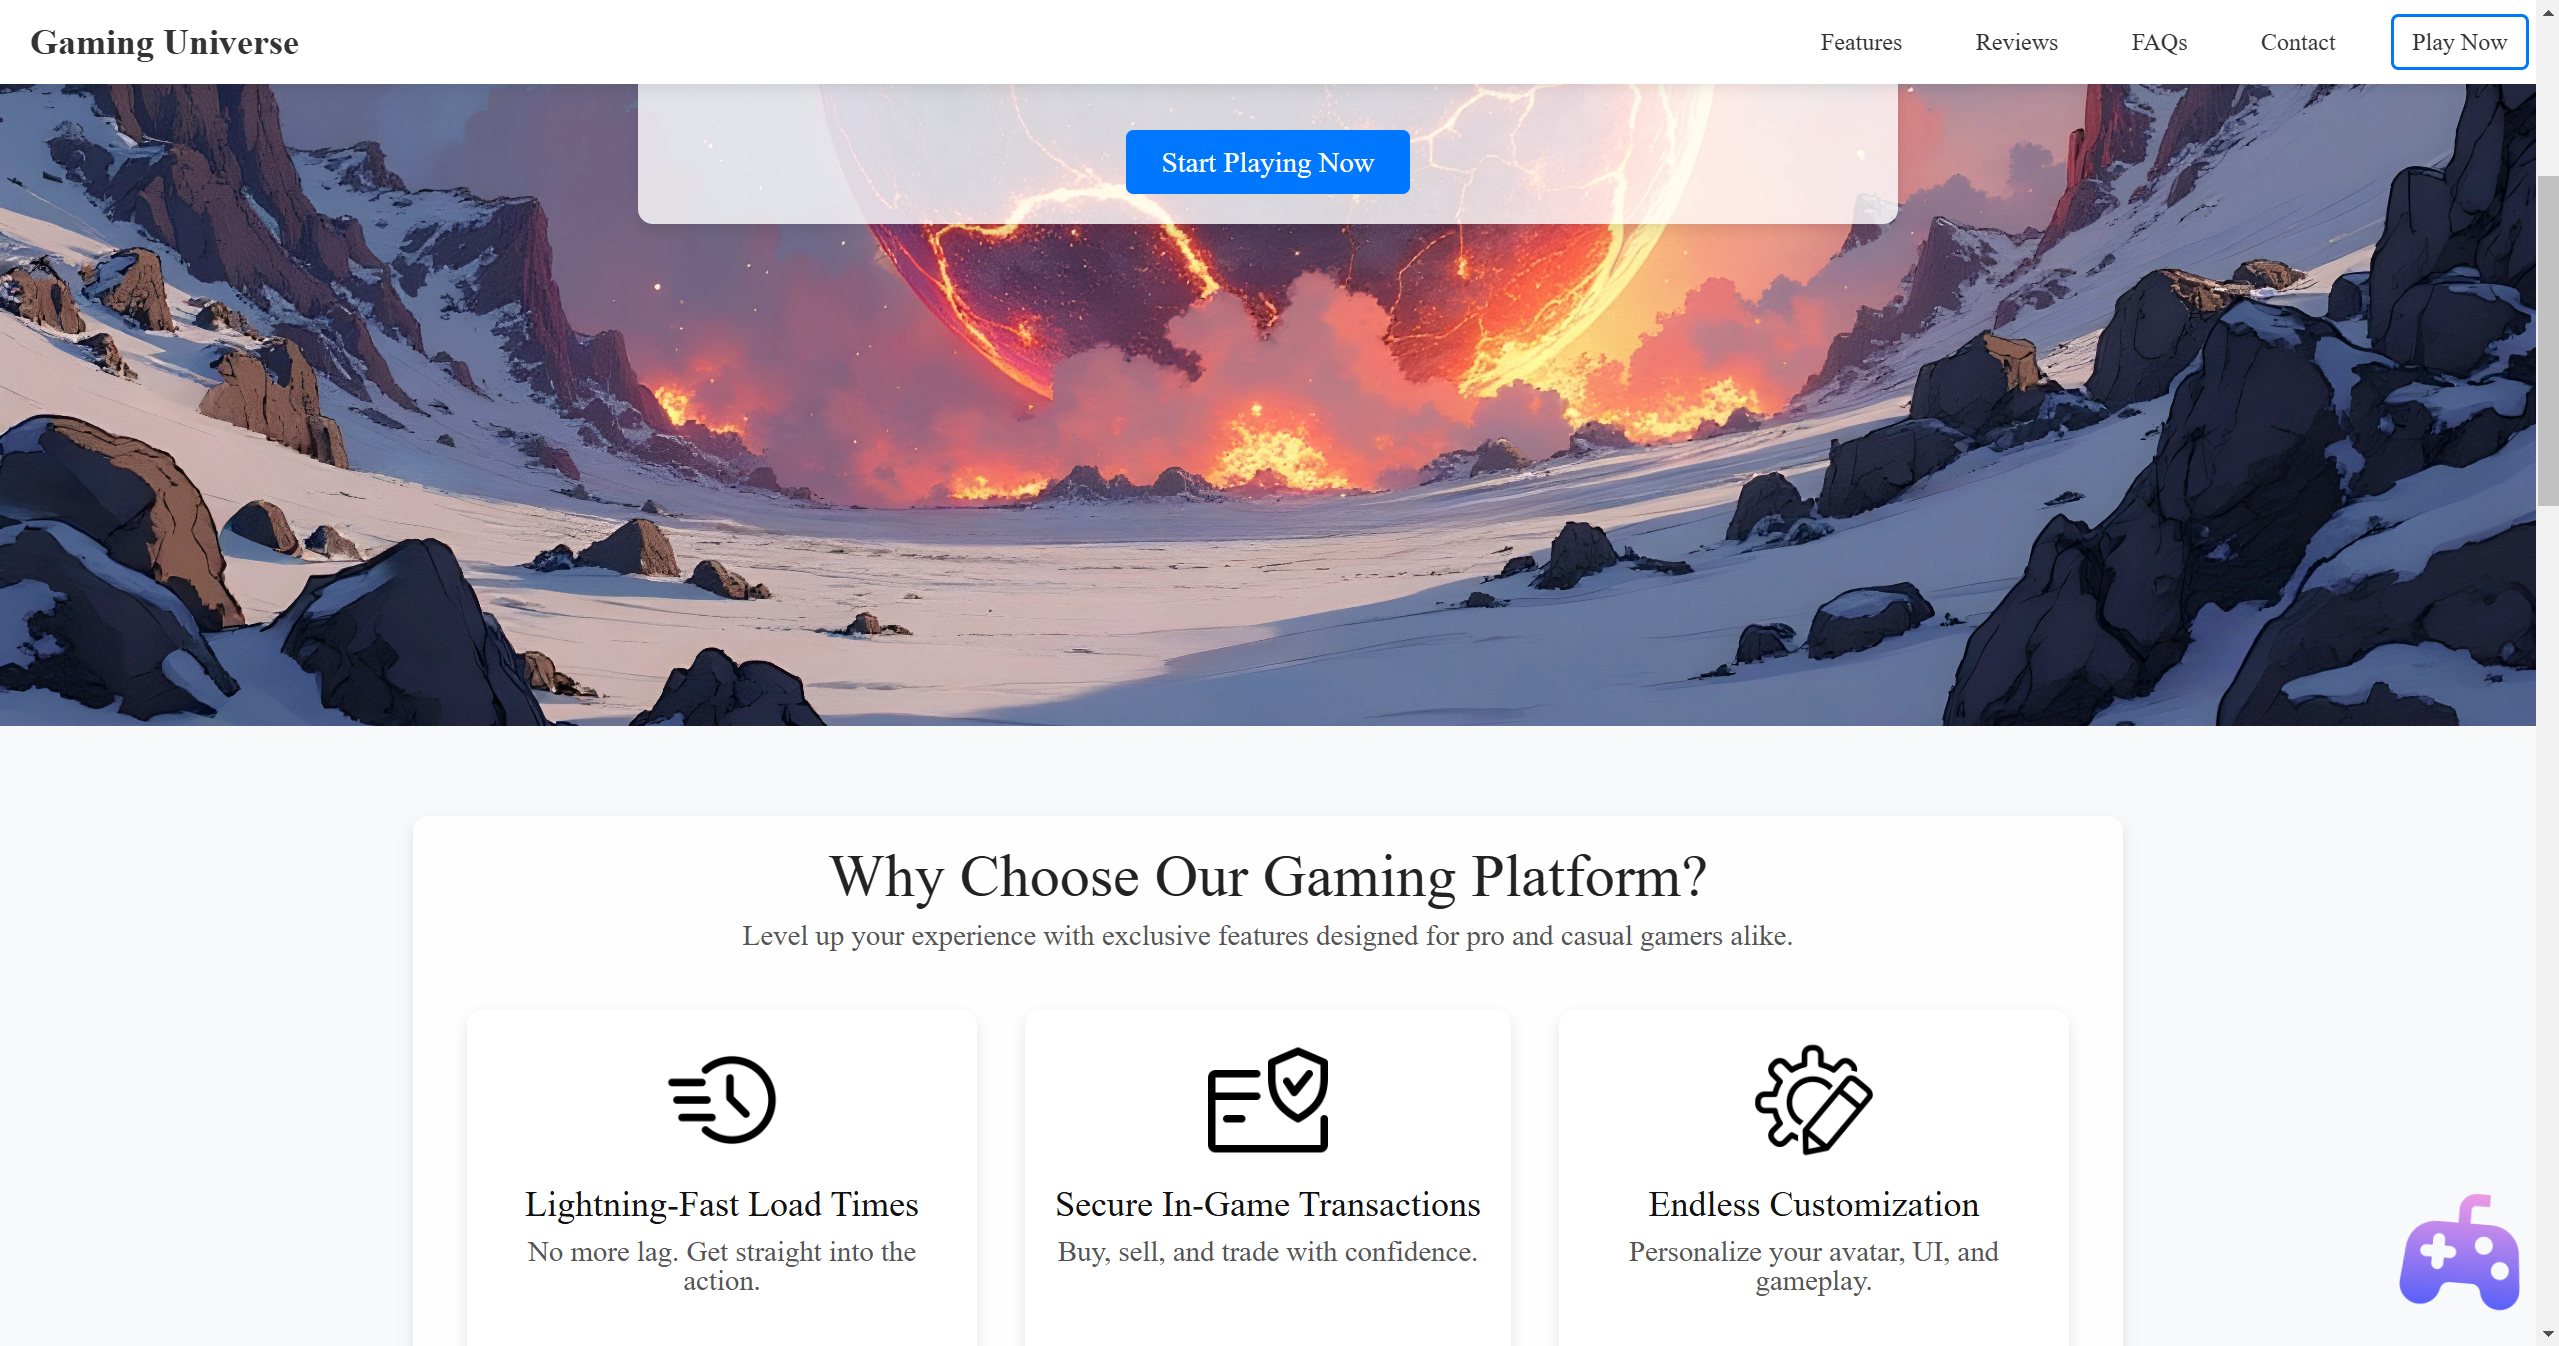 Gaming Universe
Features
Reviews
FAQs
Contact
Play Now
Start Playing Now
Why Choose Our Gaming Platform?
Level up your experience with exclusive features designed for pro and casual gamers alike.
Lightning-Fast Load Times
No more lag. Get straight into the
action.
Secure In-Game Transactions
Buy, sell, and trade with confidence.
Endless Customization
Personalize your avatar, UI, and
gameplay.